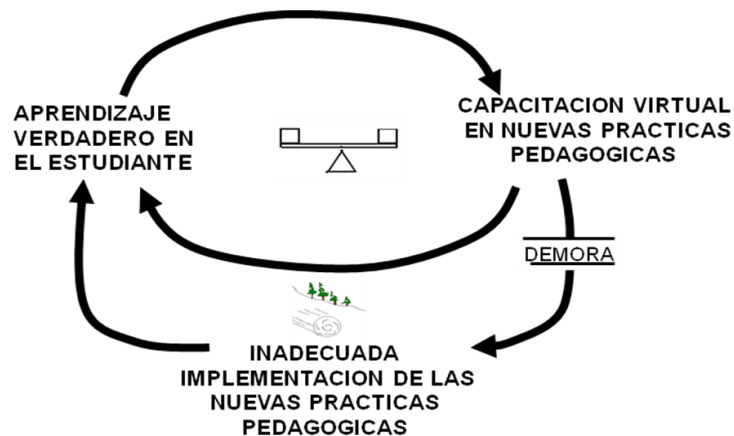 APRENDIZAJE
VERDADERO EN
EL ESTUDIANTE
CAPACITACION VIRTUAL
EN NUEVAS PRACTICAS
PEDAGOGICAS
DEMORA
INADECUADA
IMPLEMENTACION DE LAS
NUEVAS PRACTICAS
PEDAGOGICAS